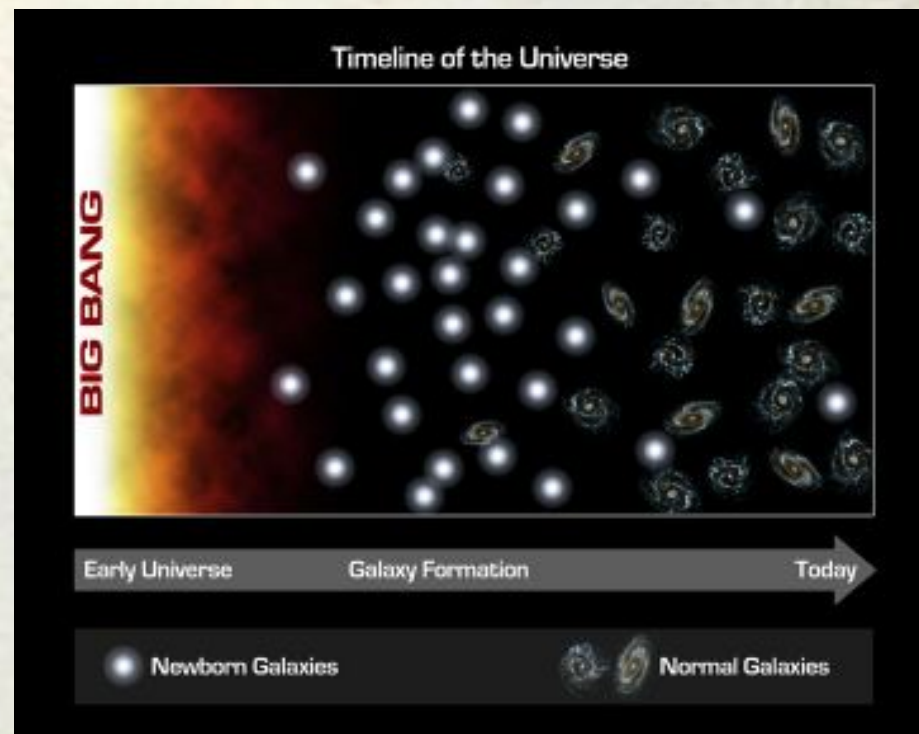 Timeline of the Universe
BIG BANG
Early Universe
Galaxy Formation
Today
Newborn Galaxies
Normal Galaxies